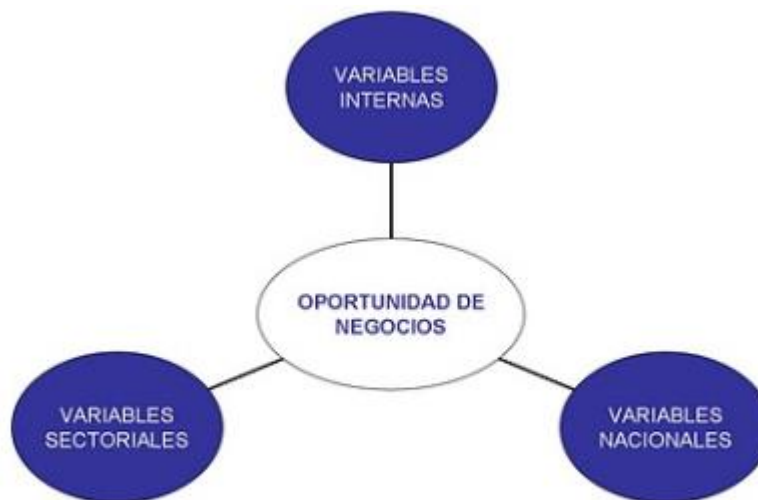 VARIABLES
INTERNAS
OPORTUNIDAD DE
NEGOCIOS
VARIABLES
SECTORIALES
VARIABLES
NACIONALES